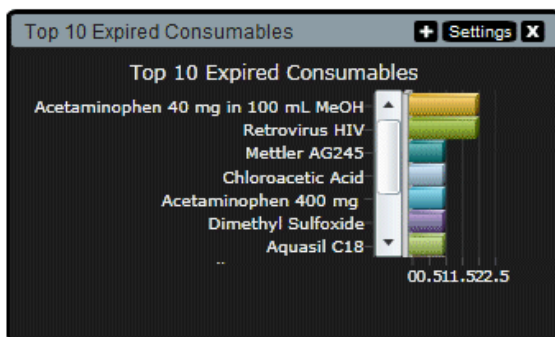 Top 10 Expired Consumables + Settings X
Top 10 Expired Consumables
Acetaminophen 40 mg in 100 mL MeOH
Retrovirus HIV
Mettler AG245
Chloroacetic Acid
Acetaminophen 400 mg
Dimethyl Sulfoxide
Aquasil C18
00.511.522.5